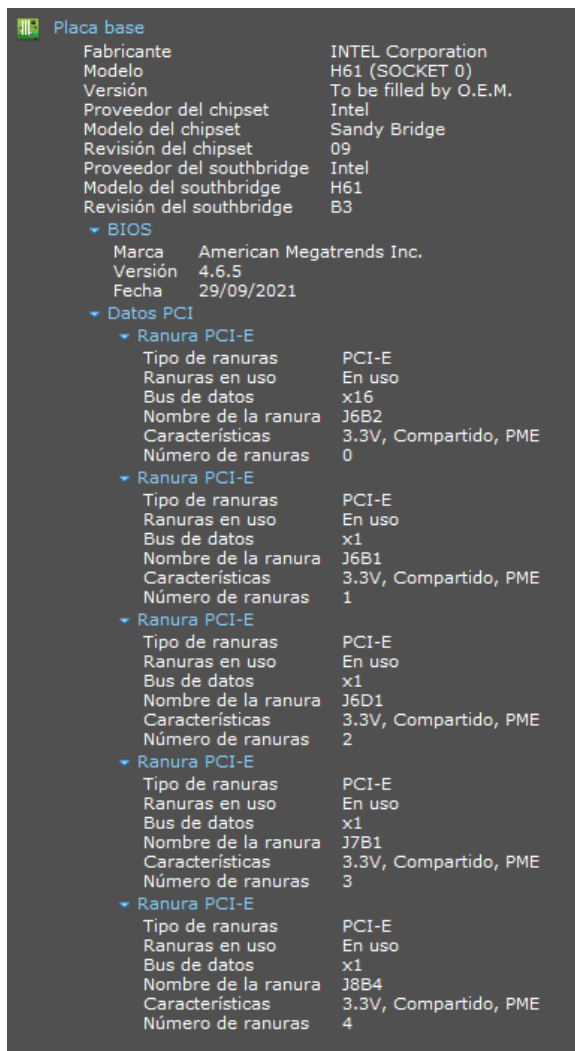 Placa base
Fabricante INTEL Corporation
Modelo H61 (SOCKET 0)
Versión To be filled by O.E.M.
Proveedor del chipset Intel
Modelo del chipset Sandy Bridge
Revisión del chipset 09
Proveedor del southbridge Intel
Modelo del southbridge H61
Revisión del southbridge B3
BIOS
Marca American Megatrends Inc.
Versión 4.6.5
Fecha 29/09/2021
Datos PCI
Ranura PCI-E
Tipo de ranuras PCI-E
Ranuras en uso En uso
Bus de datos x16
Nombre de la ranura J6B2
Características 3.3V, Compartido, PME
Número de ranuras 0
Ranura PCI-E
Tipo de ranuras PCI-E
Ranuras en uso En uso
Bus de datos x1
Nombre de la ranura J6B1
Características 3.3V, Compartido, PME
Número de ranuras 1
Ranura PCI-E
Tipo de ranuras PCI-E
Ranuras en uso En uso
Bus de datos x1
Nombre de la ranura J6D1
Características 3.3V, Compartido, PME
Número de ranuras 2
Ranura PCI-E
Tipo de ranuras PCI-E
Ranuras en uso En uso
Bus de datos x1
Nombre de la ranura J7B1
Características 3.3V, Compartido, PME
Número de ranuras 3
Ranura PCI-E
Tipo de ranuras PCI-E
Ranuras en uso En uso
Bus de datos x1
Nombre de la ranura J8B4
Características 3.3V, Compartido, PME
Número de ranuras 4